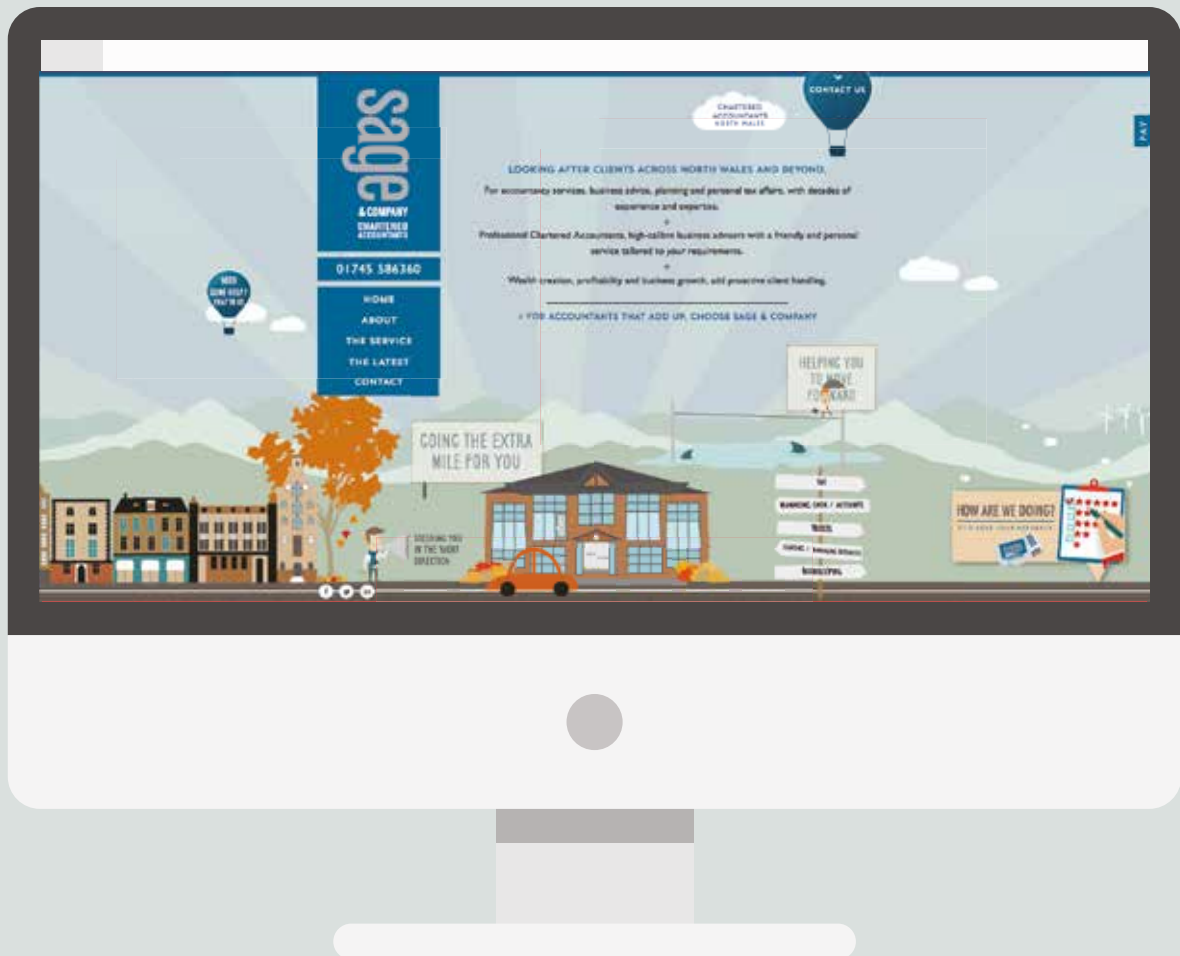 sage
& COMPANY
CHARTERED
ACCOUNTANTS
01745 586360
HOME
ABOUT
THE SERVICE
THE LATEST
CONTACT
CHARTERED
ACCOUNTANTS
NORTH WALES
CONTACT US
PAY
LOOKING AFTER CLIENTS ACROSS NORTH WALES AND BEYOND.
For accountancy services, business advice, planning and personal tax affairs, with decades of
experience and expertise.
+
Professional Chartered Accountants, high-calibre business advisors with a friendly and personal
service tailored to your requirements.
+
Wealth creation, profitability and business growth, add proactive client handling.
+ FOR ACCOUNTANTS THAT ADD UP, CHOOSE SAGE & COMPANY
NEED
SOME HELP?
HELPING YOU
TO MOVE
FORWARD
GOING THE EXTRA
MILE FOR YOU
IN THE RIGHT
DIRECTION
TAX
HOW ARE WE DOING?